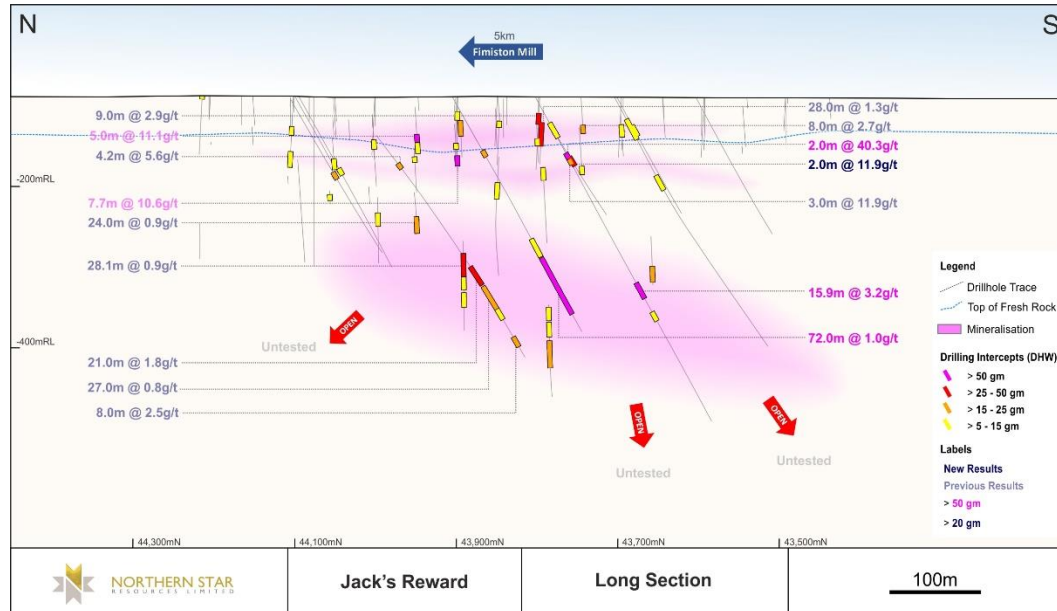 N
S
5km
Fimiston Mill
9.0m @ 2.9g/t
5.0m @ 11.1g/t
4.2m @ 5.6g/t
-200mRL
7.7m @ 10.6g/t
24.0m @ 0.9g/t
28.1m @ 0.9g/t
28.0m @ 1.3g/t
8.0m @ 2.7g/t
2.0m @ 40.3g/t
2.0m @ 11.9g/t
3.0m @ 11.9g/t
15.9m @ 3.2g/t
72.0m @ 1.0g/t
OPEN
Untested
-400mRL
21.0m @ 1.8g/t
27.0m @ 0.8g/t
8.0m @ 2.5g/t
OPEN
Untested
OPEN
Untested
Legend
Drillhole Trace
Top of Fresh Rock
Mineralisation
Drilling Intercepts (DHW)
> 50 gm
> 25 - 50 gm
> 15 - 25 gm
> 5 - 15 gm
Labels
New Results
Previous Results
> 50 gm
> 20 gm
44,300mN
44,100mN
43,900mN
43,700mN
43,500mN
NORTHERN STAR
RESOURCES LIMITED
Jack's Reward
Long Section
100m